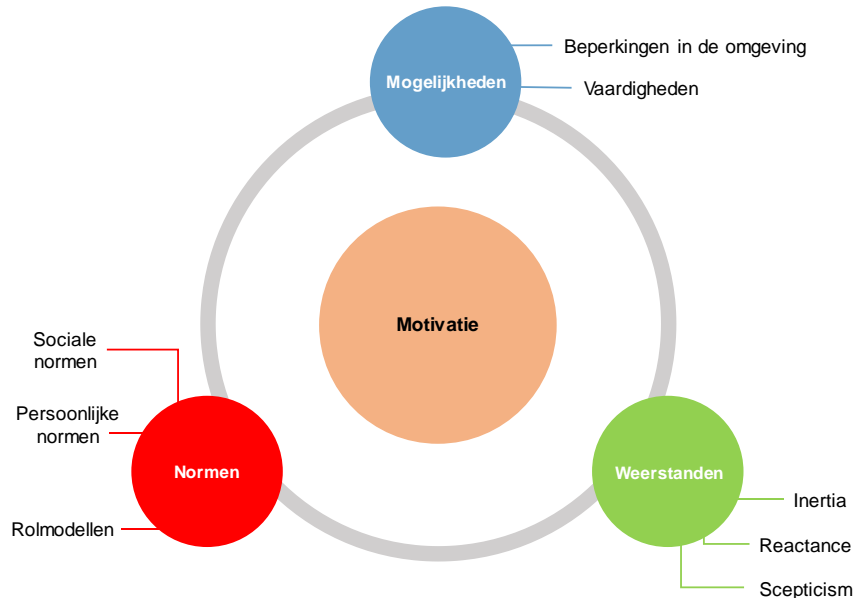 Beperkingen in de omgeving
Mogelijkheden
Vaardigheden
Motivatie
Sociale
normen
Persoonlijke
normen
Normen
Rolmodellen
Weerstanden
Inertia
Reactance
Scepticism